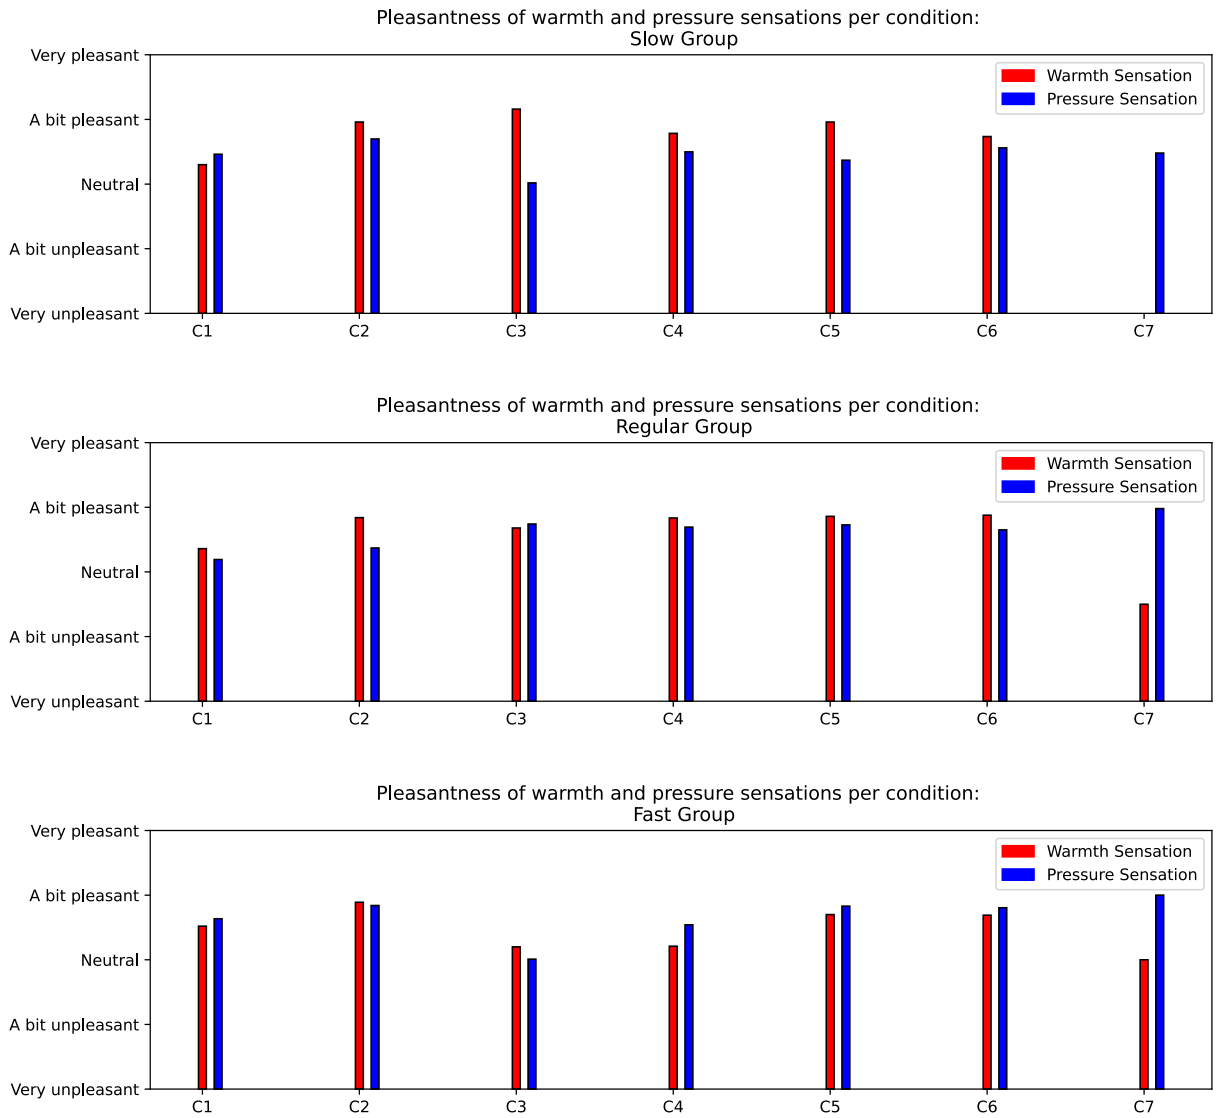 Pleasantness of warmth and pressure sensations per condition:
Slow Group
Very pleasant
A bit pleasant
Neutral
A bit unpleasant
Very unpleasant
Warmth Sensation
Pressure Sensation
C1 C2 C3 C4 C5 C6 C7
Pleasantness of warmth and pressure sensations per condition:
Regular Group
Very pleasant
A bit pleasant
Neutral
A bit unpleasant
Very unpleasant
Warmth Sensation
Pressure Sensation
C1 C2 C3 C4 C5 C6 C7
Pleasantness of warmth and pressure sensations per condition:
Fast Group
Very pleasant
A bit pleasant
Neutral
A bit unpleasant
Very unpleasant
Warmth Sensation
Pressure Sensation
C1 C2 C3 C4 C5 C6 C7